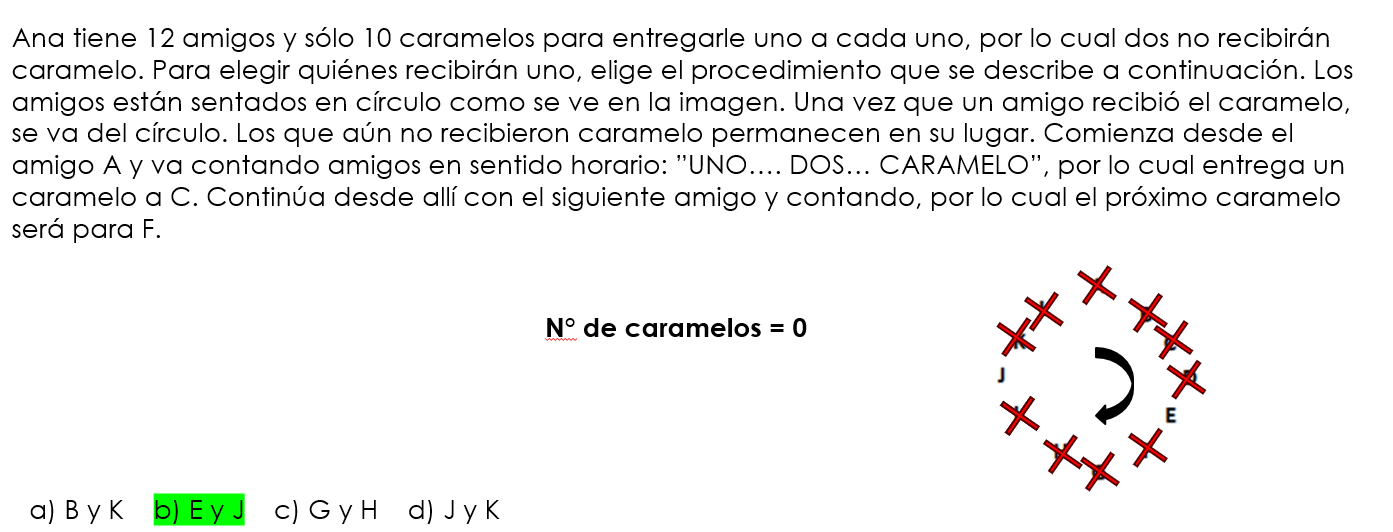 Ana tiene 12 amigos y sólo 10 caramelos para entregarle uno a cada uno, por lo cual dos no recibirán
caramelo. Para elegir quiénes recibirán uno, elige el procedimiento que se describe a continuación. Los
amigos están sentados en círculo como se ve en la imagen. Una vez que un amigo recibió el caramelo,
se va del círculo. Los que aún no recibieron caramelo permanecen en su lugar. Comienza desde el
amigo A y va contando amigos en sentido horario: ”UNO.... DOS... CARAMELO”, por lo cual entrega un
caramelo a C. Continúa desde allí con el siguiente amigo y contando, por lo cual el próximo caramelo
será para F.
N° de caramelos = 0
K
C
J
D
E
H
a) B y K b) E y J c) G y H d) J y K